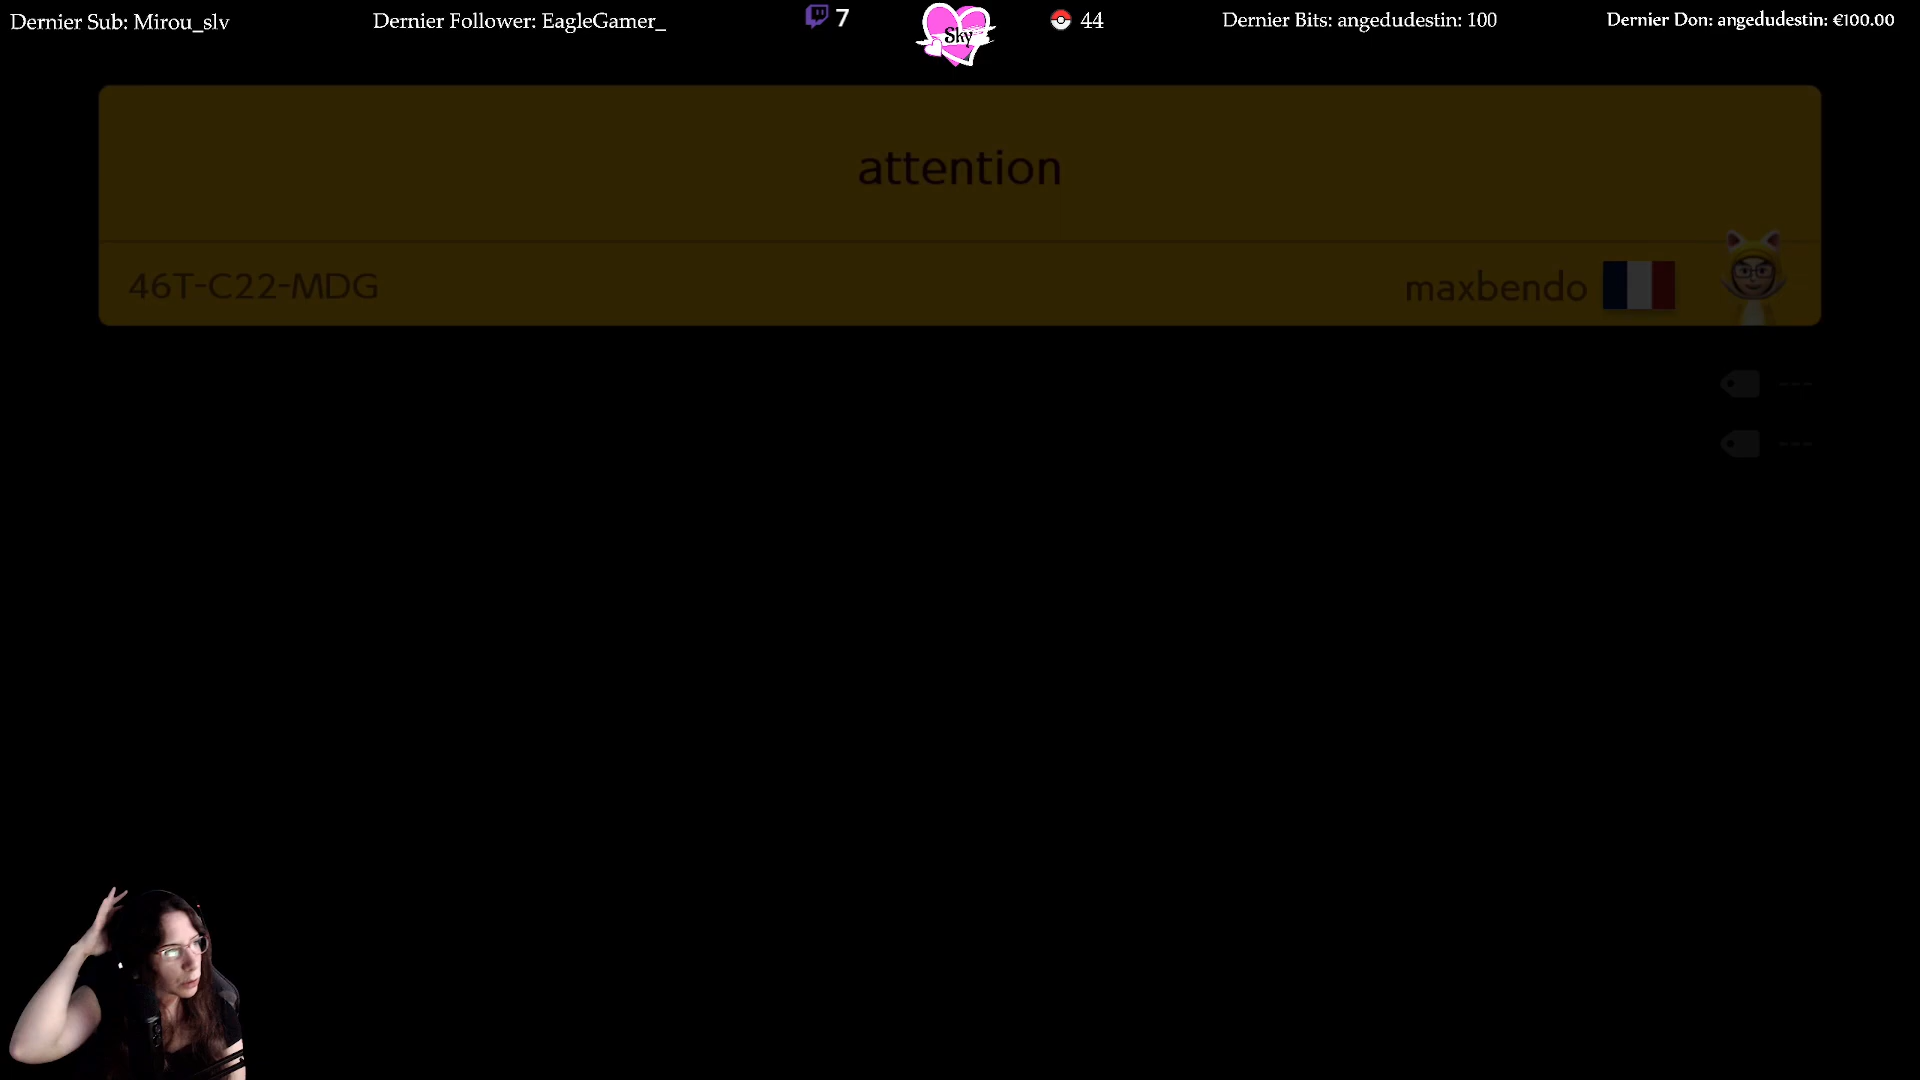 Dernier Sub: Mirou_slv
Dernier Follower: EagleGamer_
7
Sky
44
Dernier Bits: angedudestin: 100
Dernier Don: angedudestin: €100.00
attention
46T-C22-MDG
maxbendo
---
---